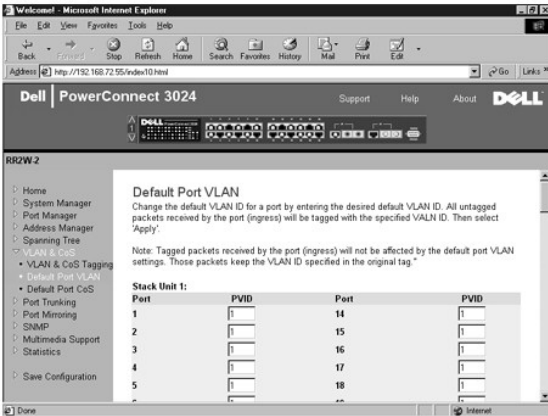 Welcome! - Microsoft Internet Explorer
File Edit View Favorites Tools Help
Back Forward Stop Refresh Home Search Favorites History Mail Print Edit
Address http://192.168.72.55/index10.html Go Links »
Dell PowerConnect 3024 Support Help About DELL
DELL
RR2W-2
Home
System Manager
Port Manager
Address Manager
Spanning Tree
VLAN & CoS
• VLAN & CoS Tagging
• Default Port VLAN
• Default Port CoS
Port Trunking
Port Mirroring
SNMP
Multimedia Support
Statistics
Save Configuration
Default Port VLAN
Change the default VLAN ID for a port by entering the desired default VLAN ID. All untagged
packets received by the port (ingress) will be tagged with the specified VALN ID. Then select
'Apply'.
Note: Tagged packets received by the port (ingress) will not be affected by the default port VLAN
settings. Those packets keep the VLAN ID specified in the original tag."
Stack Unit 1:
Port PVID Port PVID
1 1 14 1
2 1 15 1
3 1 16 1
4 1 17 1
5 1 18 1
Done Internet